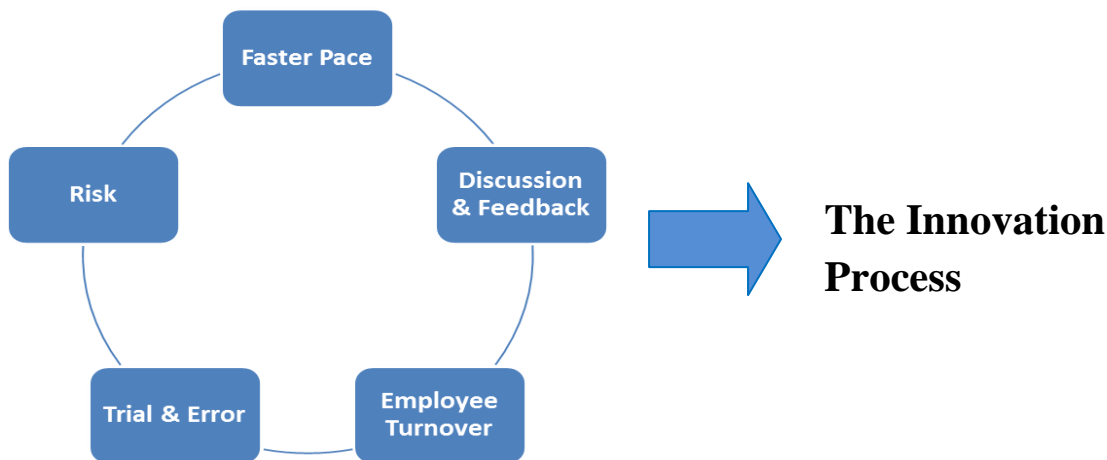 Faster Pace
Discussion
& Feedback
Employee
Turnover
Trial & Error
Risk
The Innovation
Process